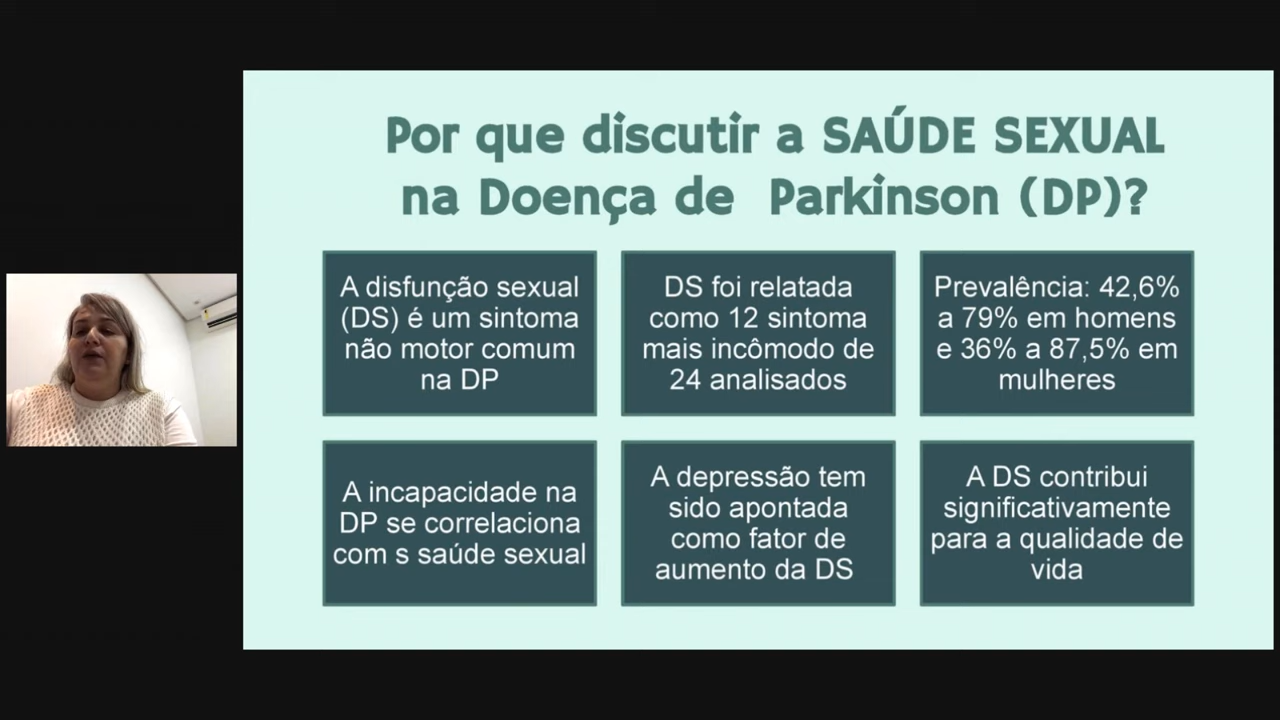 Por que discutir a SAÚDE SEXUAL
na Doença de Parkinson (DP)?
A disfunção sexual
(DS) é um sintoma
não motor comum
na DP
DS foi relatada
como 12 sintoma
mais incômodo de
24 analisados
Prevalência: 42,6%
a 79% em homens
e 36% a 87,5% em
mulheres
A incapacidade na
DP se correlaciona
com s saúde sexual
A depressão tem
sido apontada
como fator de
aumento da DS
A DS contribui
significativamente
para a qualidade de
vida